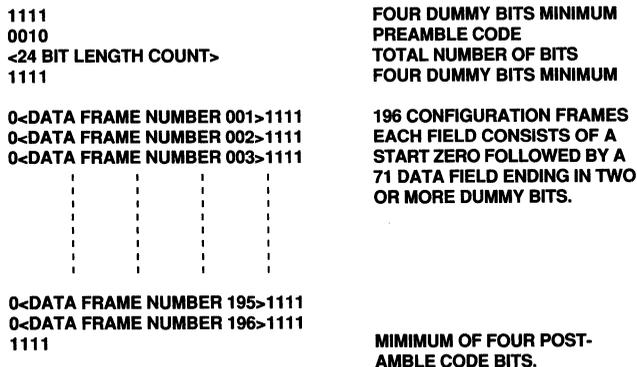 1111 FOUR DUMMY BITS MINIMUM
0010 PREAMBLE CODE
<24 BIT LENGTH COUNT> TOTAL NUMBER OF BITS
1111 FOUR DUMMY BITS MINIMUM
0<DATA FRAME NUMBER 001>1111 196 CONFIGURATION FRAMES
0<DATA FRAME NUMBER 002>1111 EACH FIELD CONSISTS OF A
0<DATA FRAME NUMBER 003>1111 START ZERO FOLLOWED BY A
71 DATA FIELD ENDING IN TWO
OR MORE DUMMY BITS.
0<DATA FRAME NUMBER 195>1111
0<DATA FRAME NUMBER 196>1111
1111 MIMIMUM OF FOUR POST-
AMBLE CODE BITS.